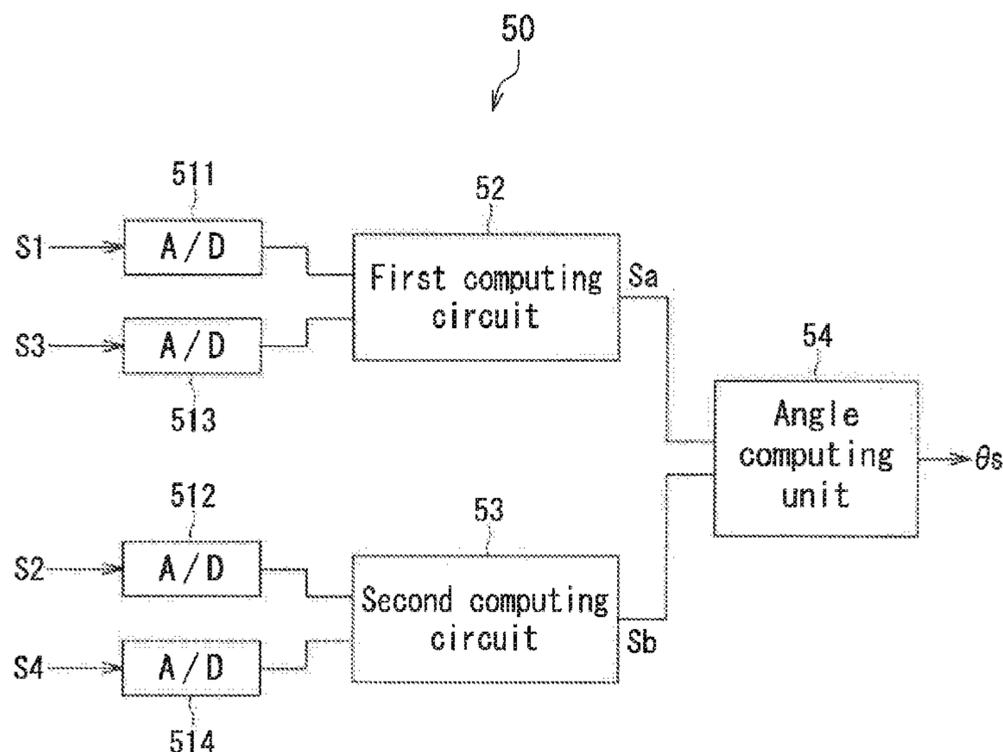 50
511
S1
A/D
52
First computing
circuit
Sa
S3
A/D
513
54
Angle
computing
unit
θs
512
S2
A/D
53
Second computing
circuit
Sb
S4
A/D
514